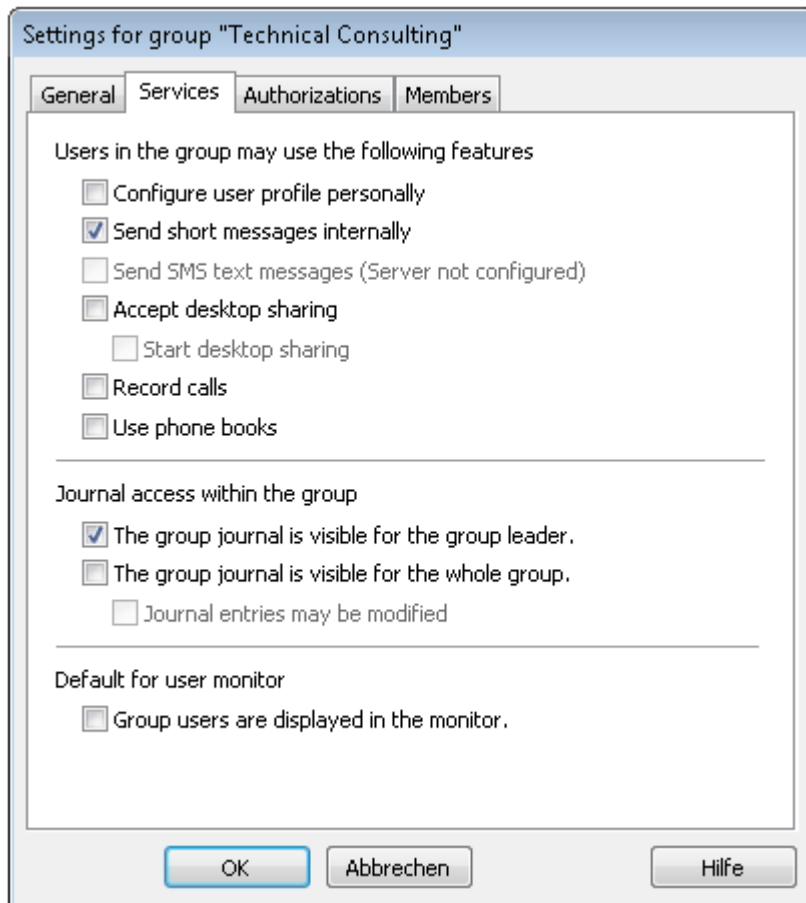 Settings for group "Technical Consulting"
General Services Authorizations Members
Users in the group may use the following features
Configure user profile personally
Send short messages internally
Send SMS text messages (Server not configured)
Accept desktop sharing
Start desktop sharing
Record calls
Use phone books
Journal access within the group
The group journal is visible for the group leader.
The group journal is visible for the whole group.
Journal entries may be modified
Default for user monitor
Group users are displayed in the monitor.
OK Abbrechen Hilfe